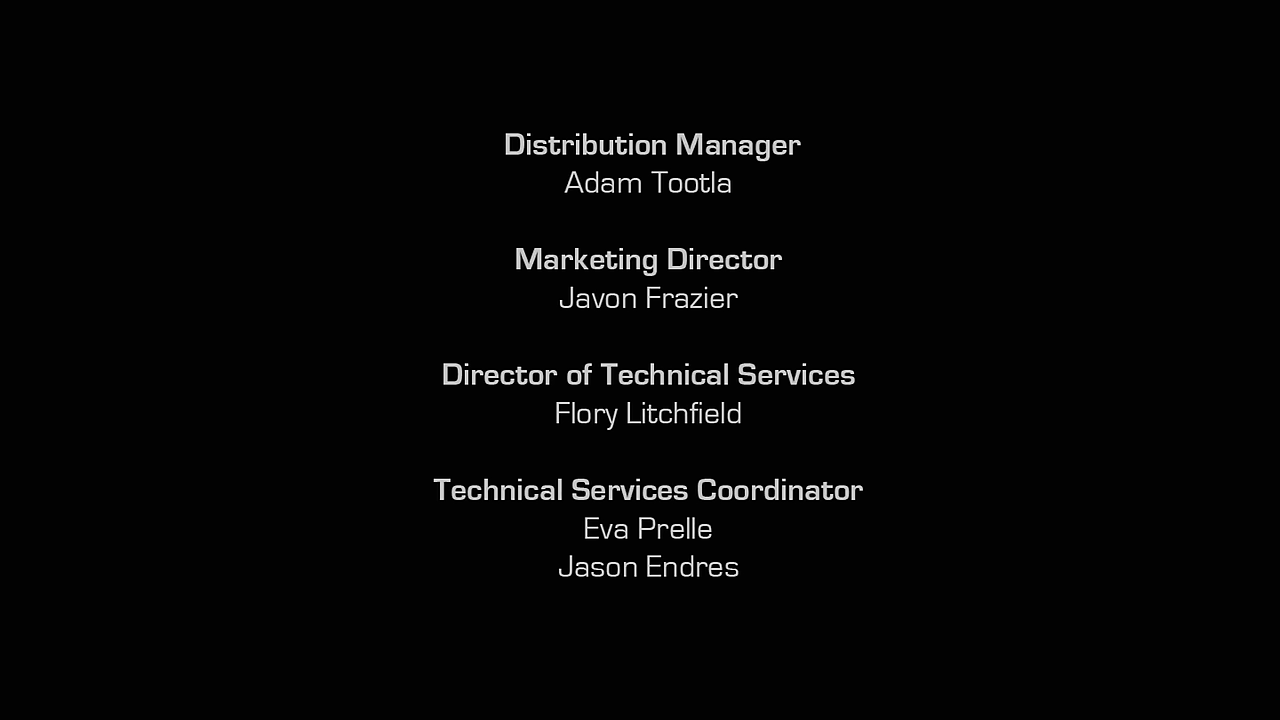 Distribution Manager
Adam Tootla
Marketing Director
Javon Frazier
Director of Technical Services
Flory Litchfield
Technical Services Coordinator
Eva Prelle
Jason Endres